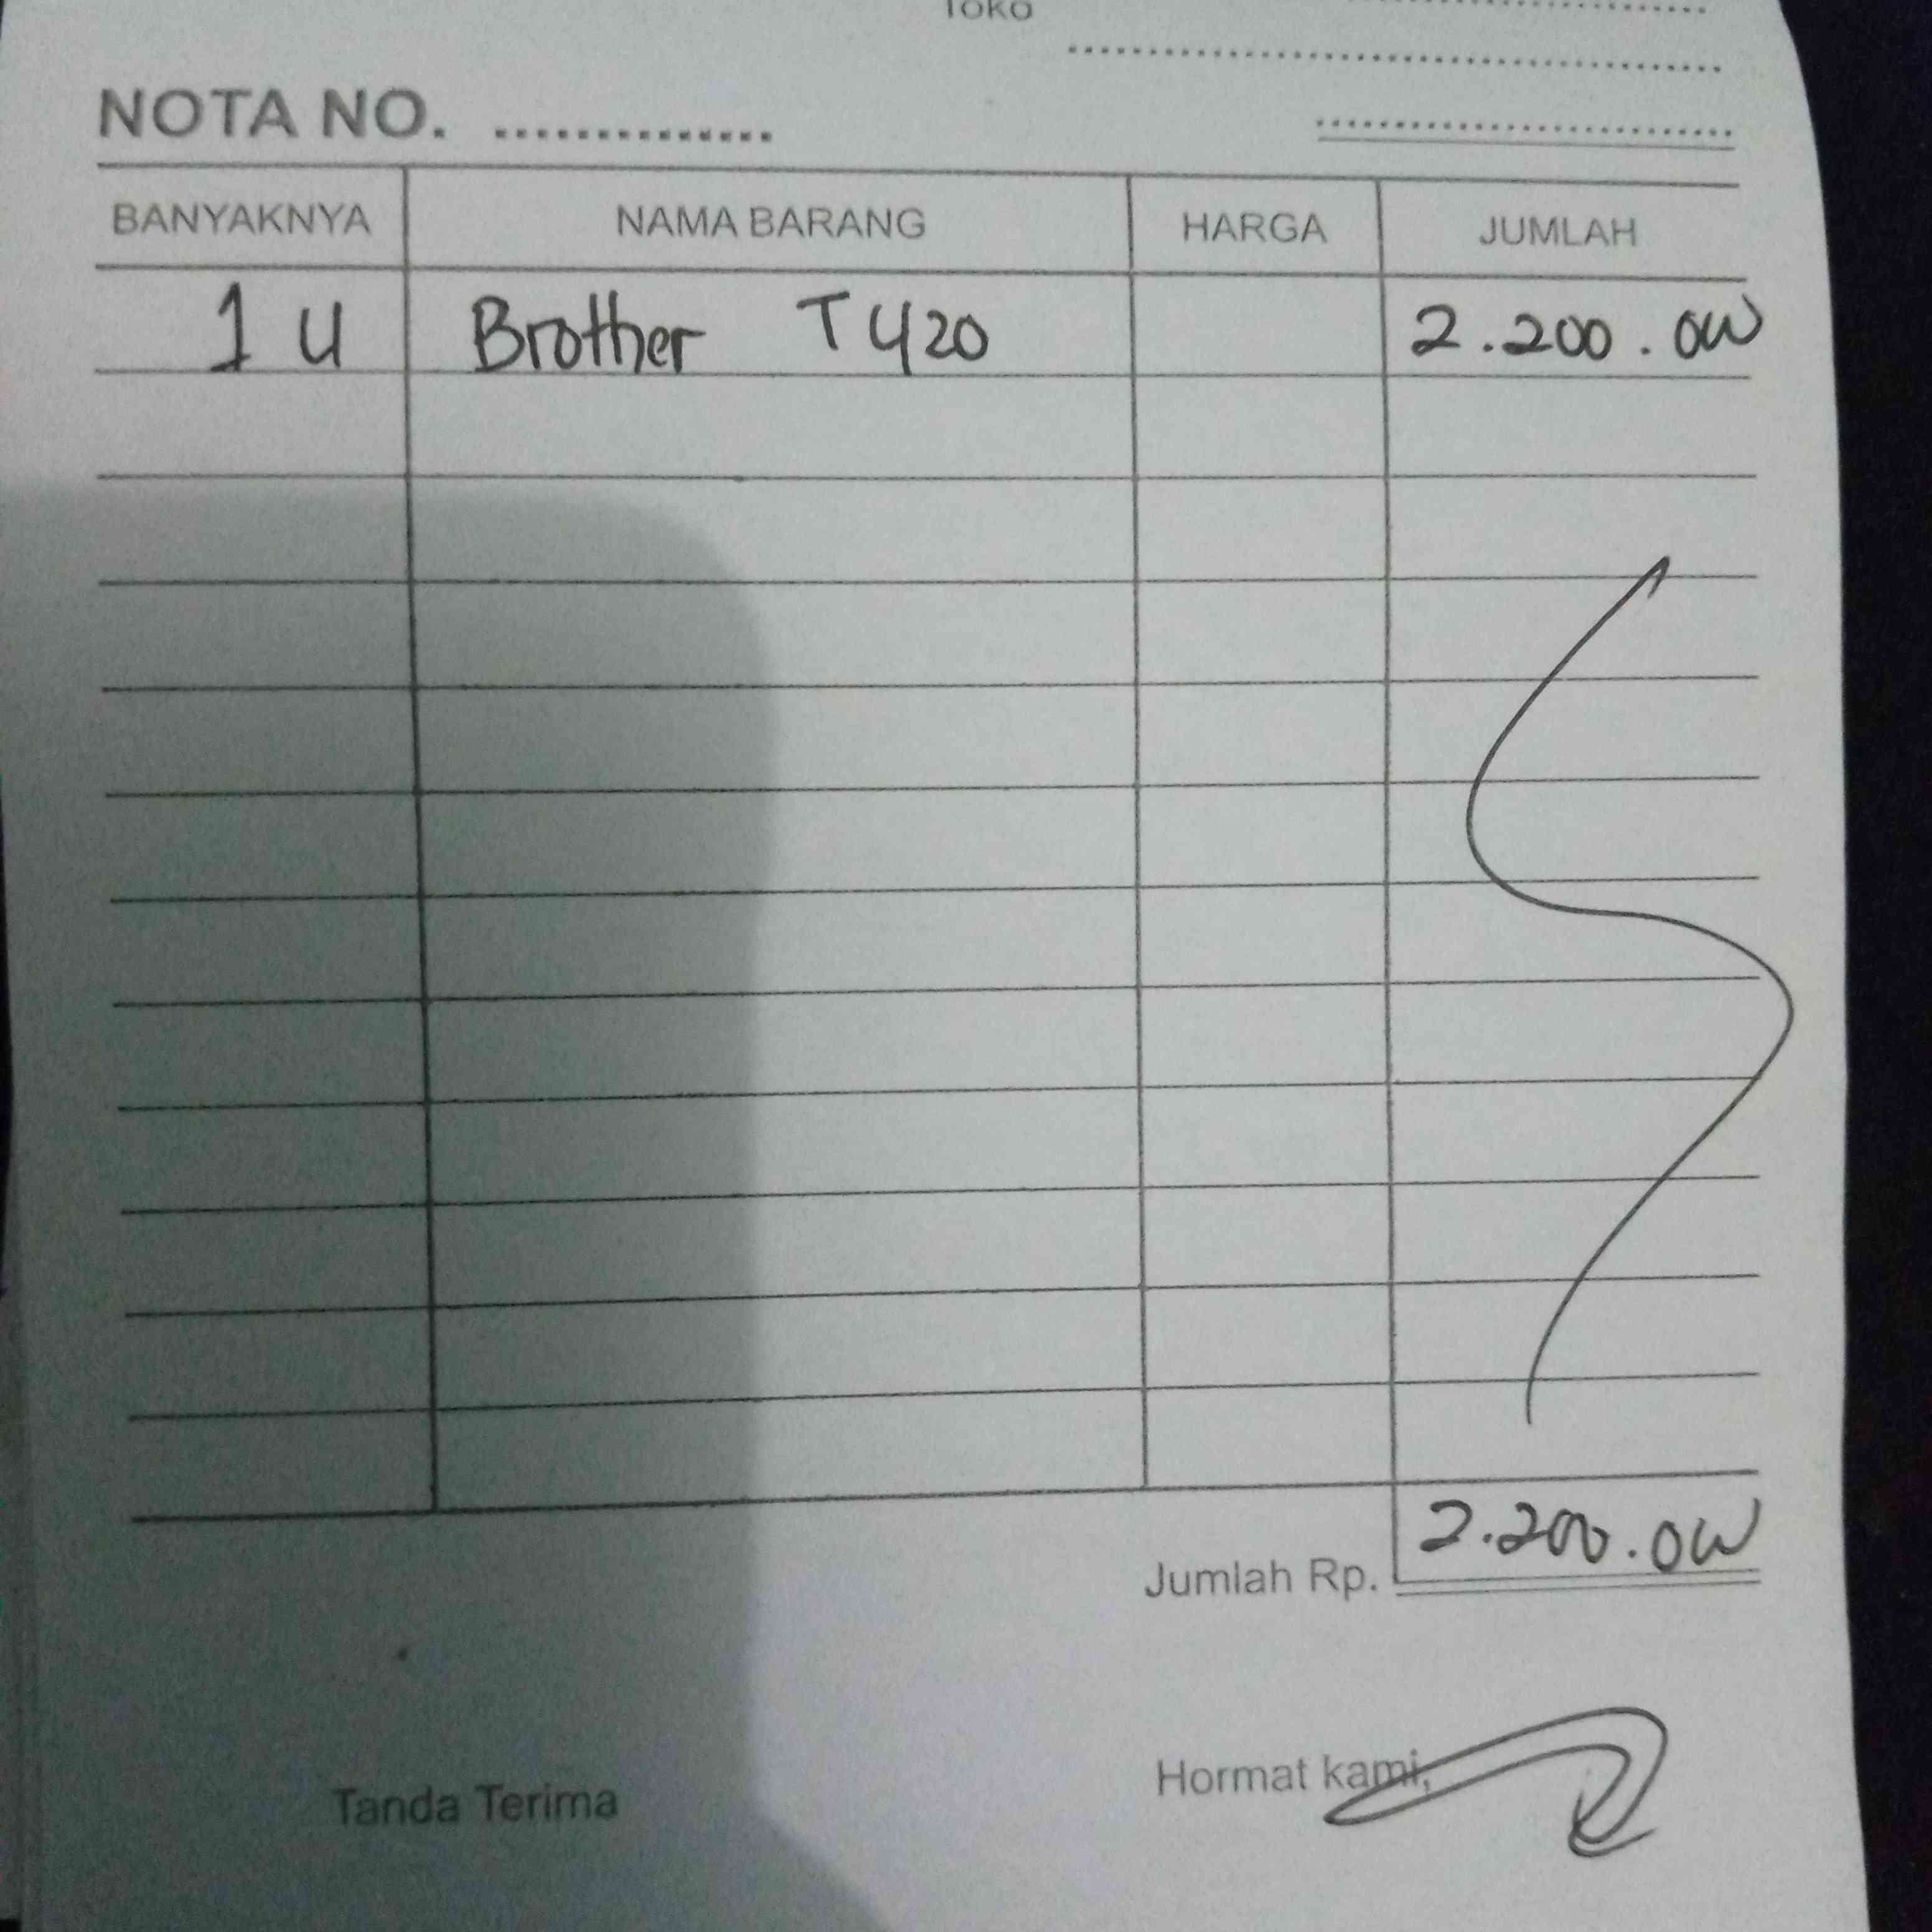 Toko
NOTA NO. ..............
BANYAKNYA NAMA BARANG HARGA JUMLAH
1 U Brother T420 2.200.000
Jumlah Rp. 2.200.000
Tanda Terima Hormat kami,